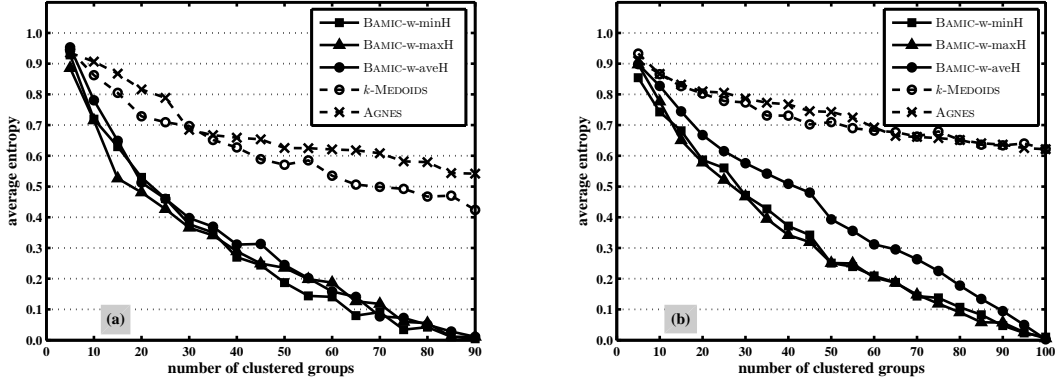 1.0
0.9
0.8
0.7
0.6
0.5
0.4
0.3
0.2
0.1
0.0
average entropy
BAMIC-w-minH
BAMIC-w-maxH
BAMIC-w-aveH
k-MEDOIDS
AGNES
(a)
0 10 20 30 40 50 60 70 80 90
number of clustered groups
1.0
0.9
0.8
0.7
0.6
0.5
0.4
0.3
0.2
0.1
0.0
average entropy
BAMIC-w-minH
BAMIC-w-maxH
BAMIC-w-aveH
k-MEDOIDS
AGNES
(b)
0 10 20 30 40 50 60 70 80 90 100
number of clustered groups